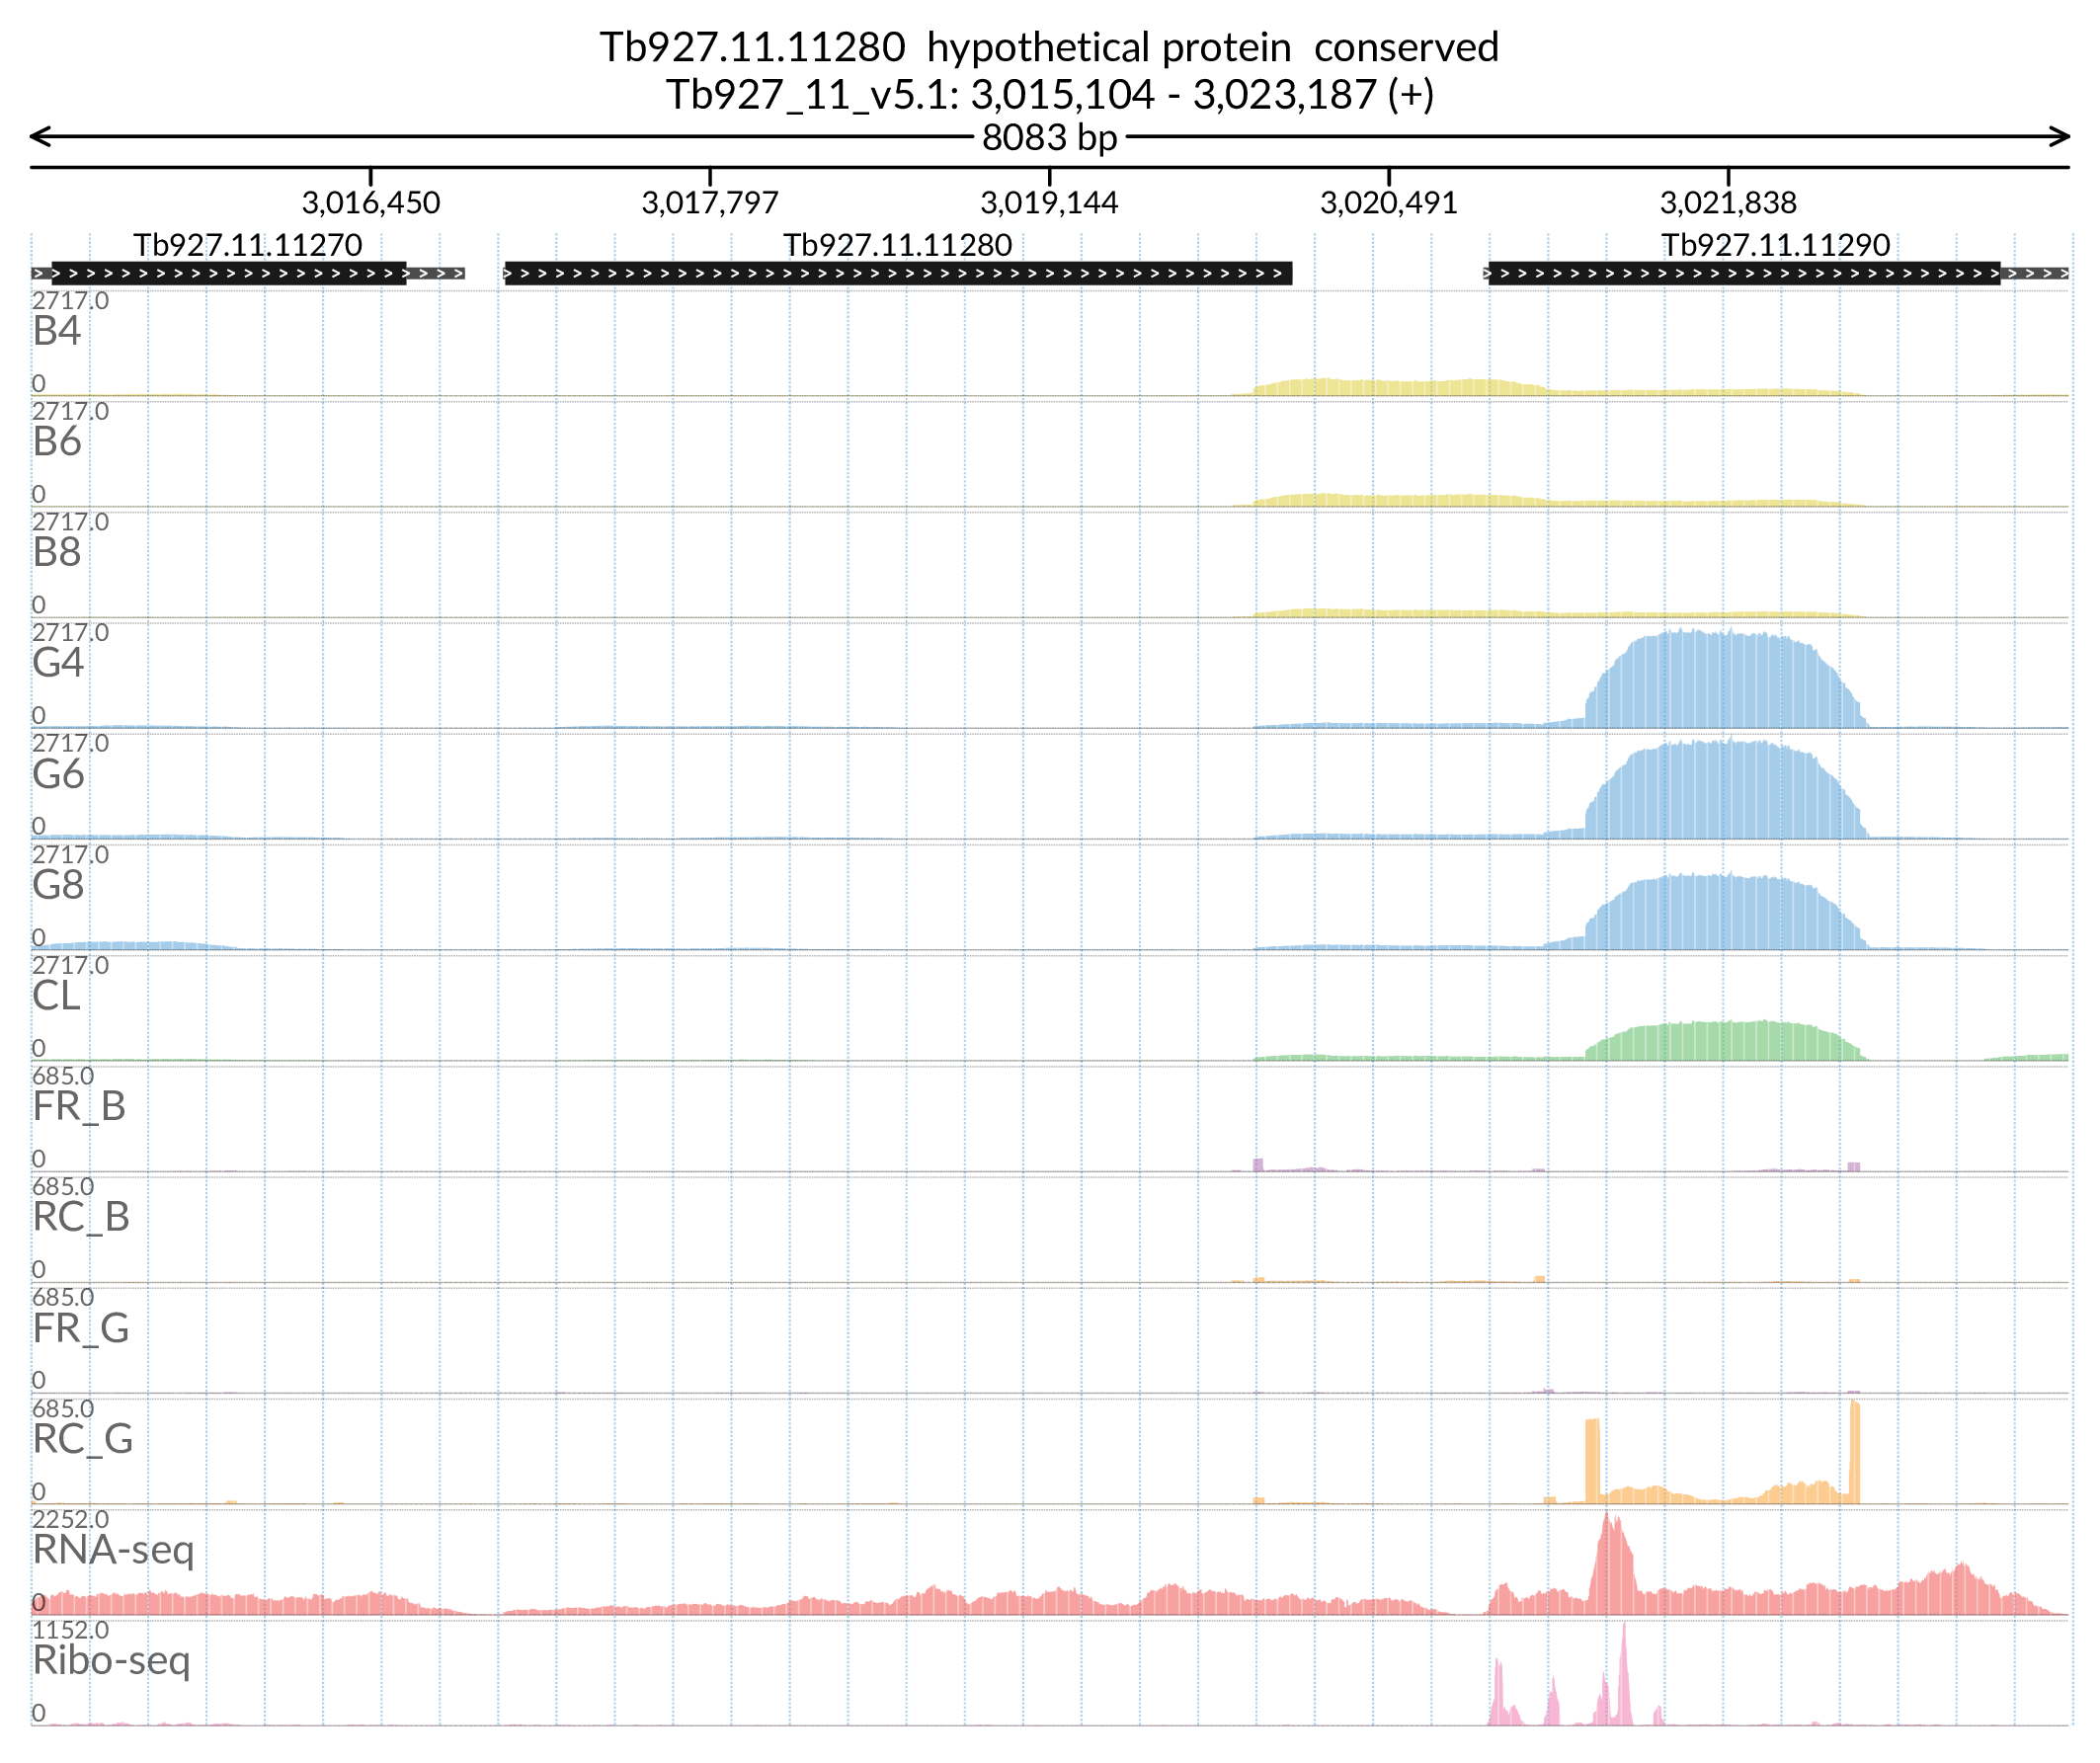 Tb927.11.11280 hypothetical protein conserved
Tb927_11_v5.1: 3,015,104 - 3,023,187 (+)
8083 bp
3,016,450 3,017,797 3,019,144 3,020,491 3,021,838
Tb927.11.11270 Tb927.11.11280 Tb927.11.11290
2717.0
B4
0
2717.0
B6
0
2717.0
B8
0
2717.0
G4
0
2717.0
G6
0
2717.0
G8
0
2717.0
CL
0
685.0
FR_B
0
685.0
RC_B
0
685.0
FR_G
0
685.0
RC_G
0
2252.0
RNA-seq
0
1152.0
Ribo-seq
0